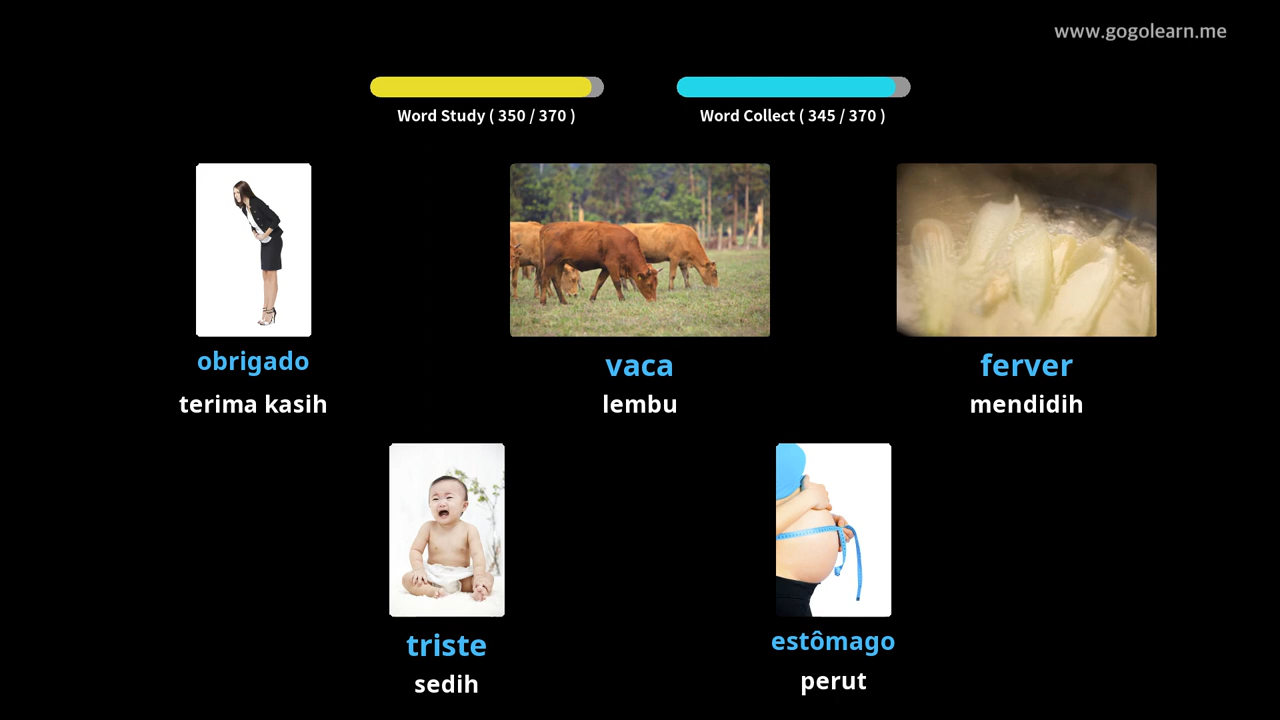 www.gogolearn.me
Word Study ( 350 / 370 )
Word Collect ( 345 / 370 )
obrigado
terima kasih
vaca
lembu
ferver
mendidih
triste
sedih
estômago
perut